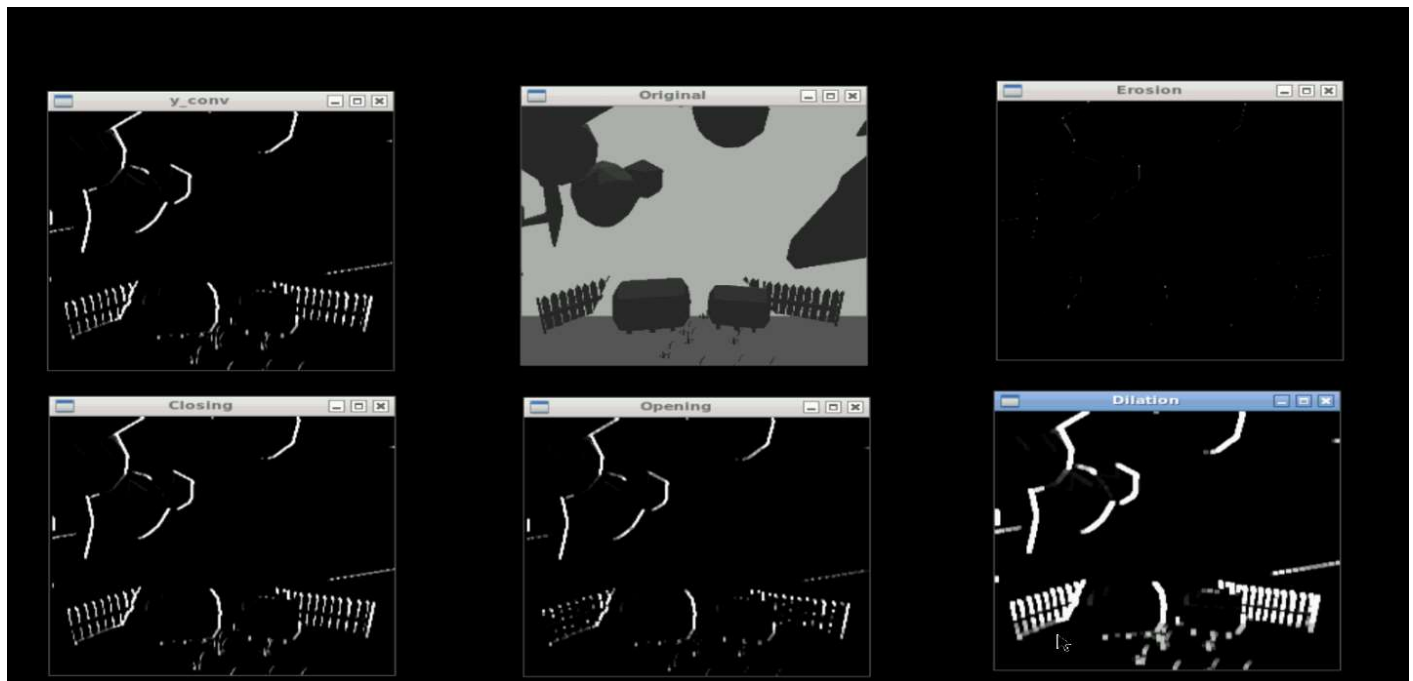 y_conv
Original
Erosion
Closing
Opening
Dilation